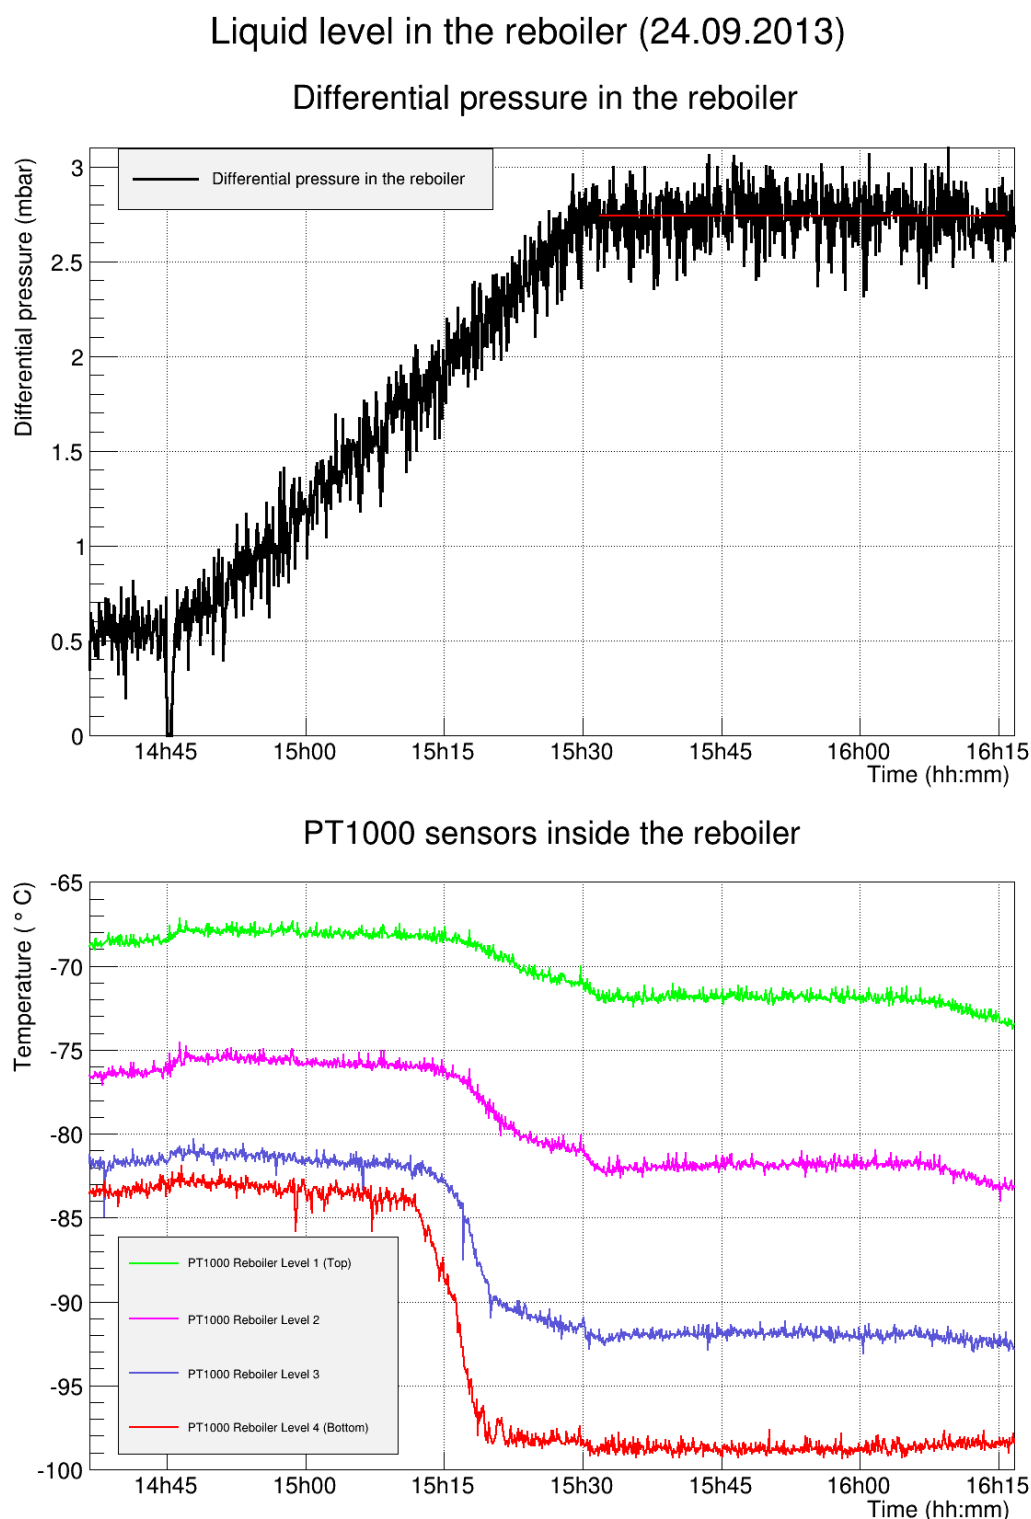 Liquid level in the reboiler (24.09.2013)
Differential pressure in the reboiler
Differential pressure (mbar)
Differential pressure in the reboiler
3
2.5
2
1.5
1
0.5
0
14h45 15h00 15h15 15h30 15h45 16h00 16h15
Time (hh:mm)
PT1000 sensors inside the reboiler
Temperature ( ° C)
-65
-70
-75
-80
-85
-90
-95
-100
PT1000 Reboiler Level 1 (Top)
PT1000 Reboiler Level 2
PT1000 Reboiler Level 3
PT1000 Reboiler Level 4 (Bottom)
14h45 15h00 15h15 15h30 15h45 16h00 16h15
Time (hh:mm)